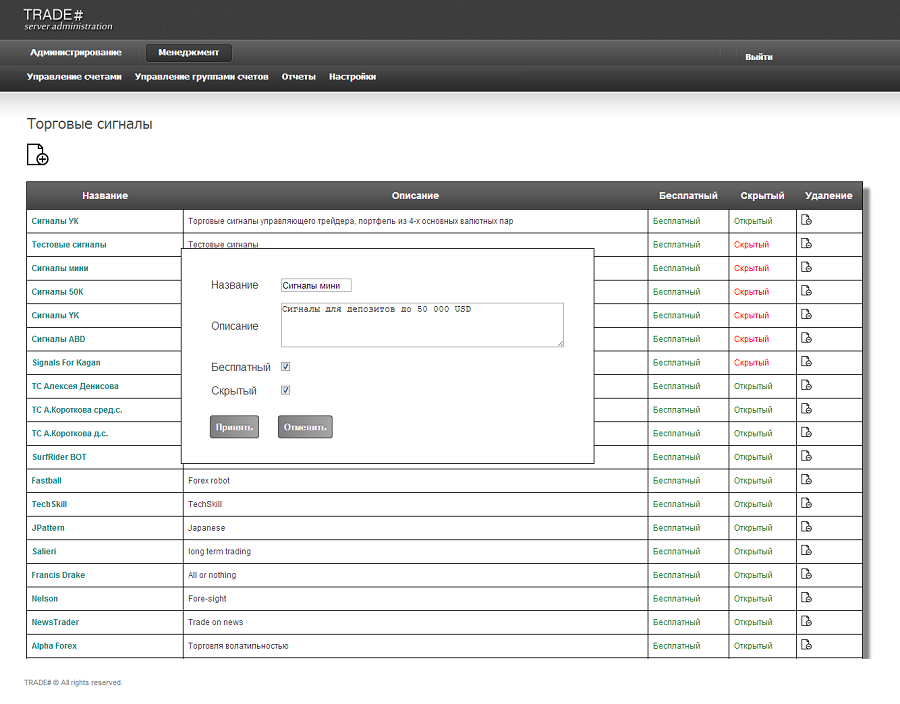 TRADE#
server administration
Администрирование Менеджмент Выйти
Управление счетами Управление группами счетов Отчеты Настройки
Торговые сигналы
Название Описание Бесплатный Скрытый Удаление
Сигналы УК Торговые сигналы управляющего трейдера, портфель из 4-х основных валютных пар Бесплатный Открытый
Тестовые сигналы Тестовые сигналы Бесплатный Скрытый
Сигналы мини Бесплатный Скрытый
Сигналы 50К Бесплатный Скрытый
Сигналы YK Бесплатный Скрытый
Сигналы ABD Бесплатный Скрытый
Signals For Kagan Бесплатный Скрытый
ТС Алексея Денисова Бесплатный Открытый
ТС А.Короткова сред.с. Бесплатный Открытый
ТС А.Короткова д.с. Бесплатный Открытый
SurfRider BOT Бесплатный Открытый
Название Сигналы мини
Описание Сигналы для депозитов до 50 000 USD
Бесплатный
Скрытый
Принять Отменить
Fastball Forex robot Бесплатный Открытый
TechSkill TechSkill Бесплатный Открытый
JPattern Japanese Бесплатный Открытый
Salieri long term trading Бесплатный Открытый
Francis Drake All or nothing Бесплатный Открытый
Nelson Fore-sight Бесплатный Открытый
NewsTrader Trade on news Бесплатный Открытый
Alpha Forex Торговля волатильностью Бесплатный Открытый
TRADE# © All rights reserved.